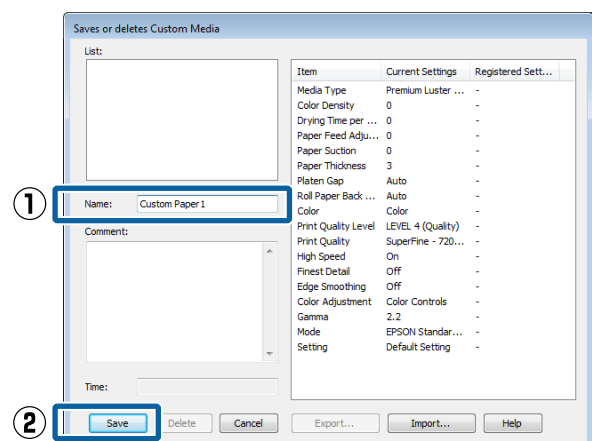 Saves or deletes Custom Media
List:
Item Current Settings Registered Sett...
Media Type Premium Luster ... -
Color Density 0 -
Drying Time per ... 0 -
Paper Feed Adju... 0 -
Paper Suction 0 -
Paper Thickness 3 -
Platen Gap Auto -
Roll Paper Back ... Auto -
Color Color -
Print Quality Level LEVEL 4 (Quality) -
Print Quality SuperFine - 720... -
High Speed On -
Finest Detail Off -
Edge Smoothing Off -
Color Adjustment Color Controls -
Gamma 2.2 -
Mode EPSON Standar... -
Setting Default Setting -
① Name: Custom Paper1
Comment:
Time:
② Save Delete Cancel Export... Import... Help